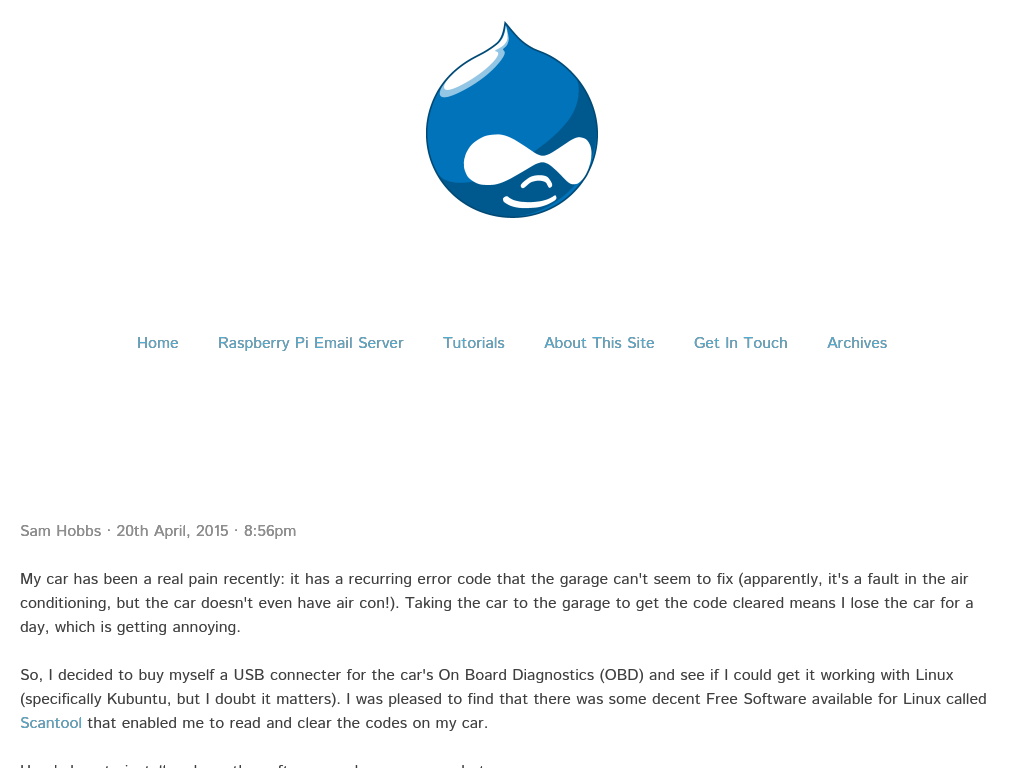 Home Raspberry Pi Email Server Tutorials About This Site Get In Touch Archives
Sam Hobbs · 20th April, 2015 · 8:56pm
My car has been a real pain recently: it has a recurring error code that the garage can't seem to fix (apparently, it's a fault in the air
conditioning, but the car doesn't even have air con!). Taking the car to the garage to get the code cleared means I lose the car for a
day, which is getting annoying.
So, I decided to buy myself a USB connecter for the car's On Board Diagnostics (OBD) and see if I could get it working with Linux
(specifically Kubuntu, but I doubt it matters). I was pleased to find that there was some decent Free Software available for Linux called
Scantool that enabled me to read and clear the codes on my car.